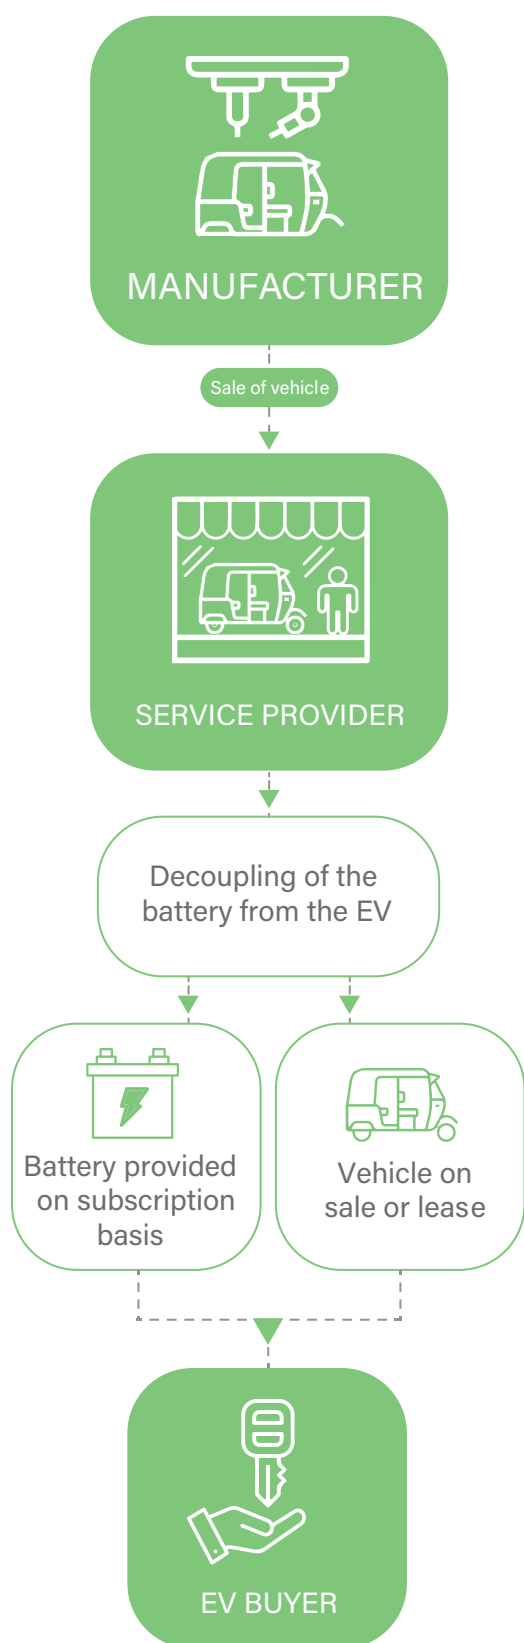 MANUFACTURER
Sale of vehicle
SERVICE PROVIDER
Decoupling of the
battery from the EV
Battery provided
on subscription
basis
Vehicle on
sale or lease
EV BUYER